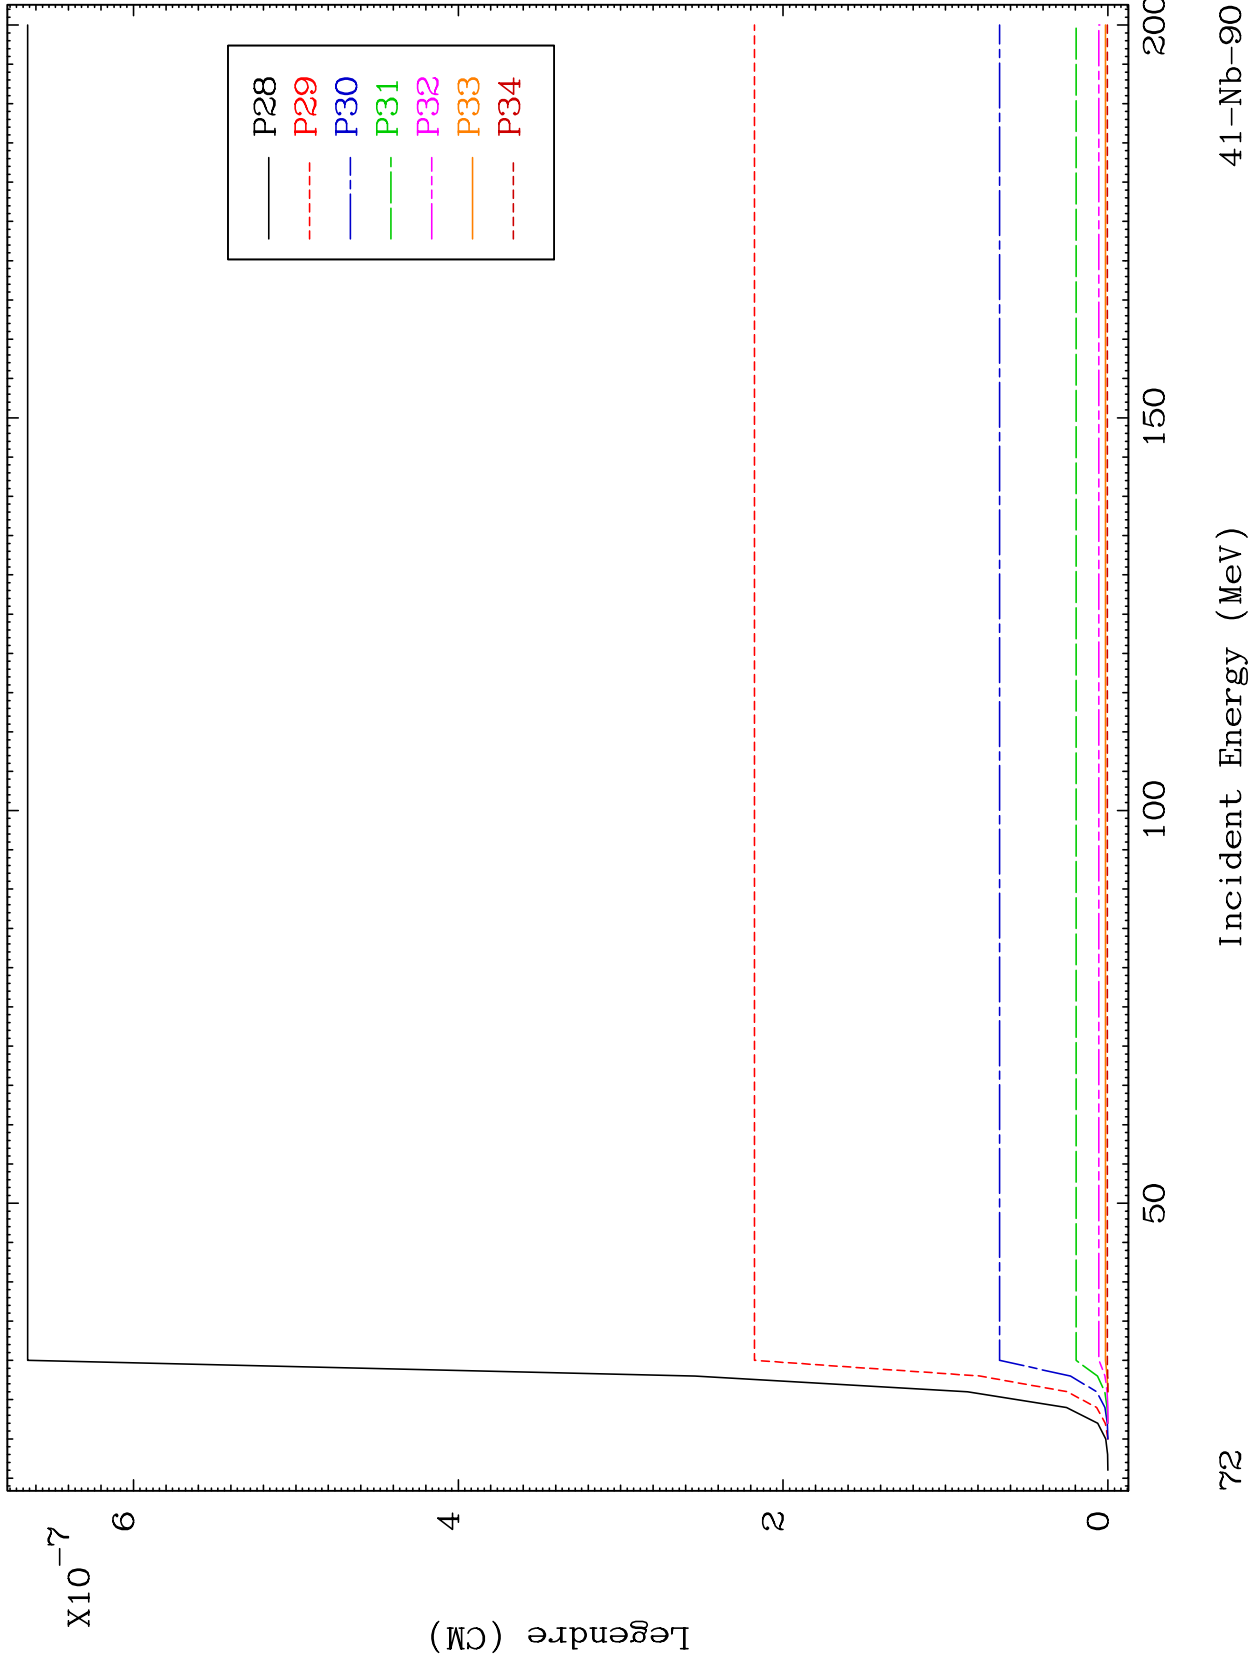 X10-7
6
4
2
0
Legendre (CM)
P28
P29
P30
P31
P32
P33
P34
50
100
150
200
Incident Energy (MeV)
72
41-Nb-90